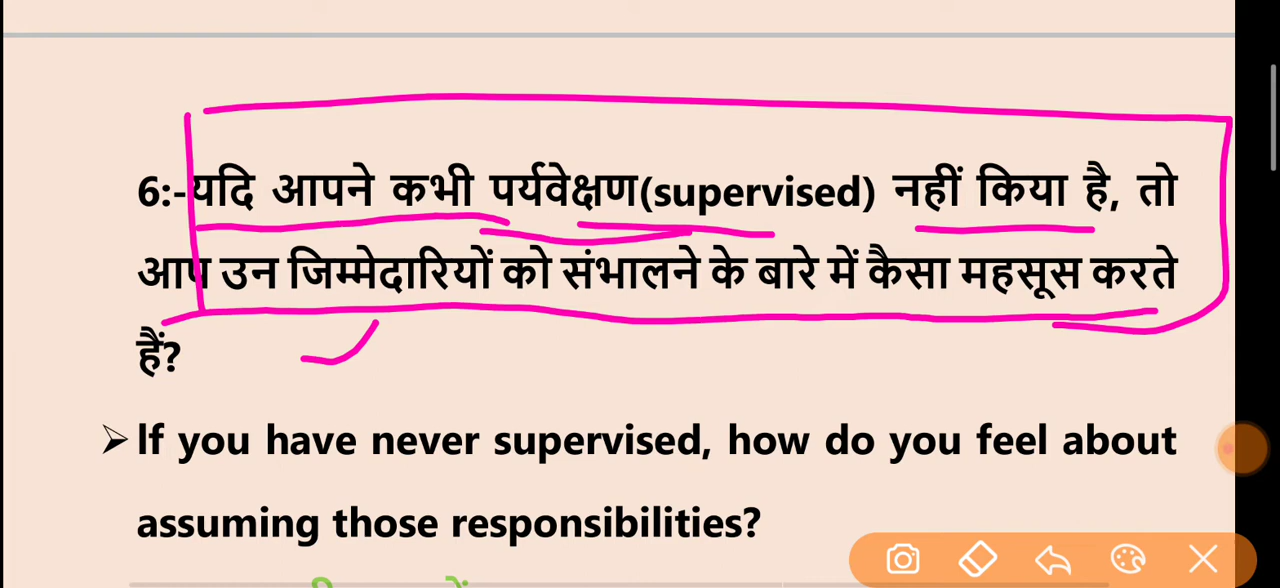 6:-यदि आपने कभी पर्यवेक्षण(supervised) नहीं किया है, तो
आप उन जिम्मेदारियों को संभालने के बारे में कैसा महसूस करते
हैं?
➢ If you have never supervised, how do you feel about
assuming those responsibilities?